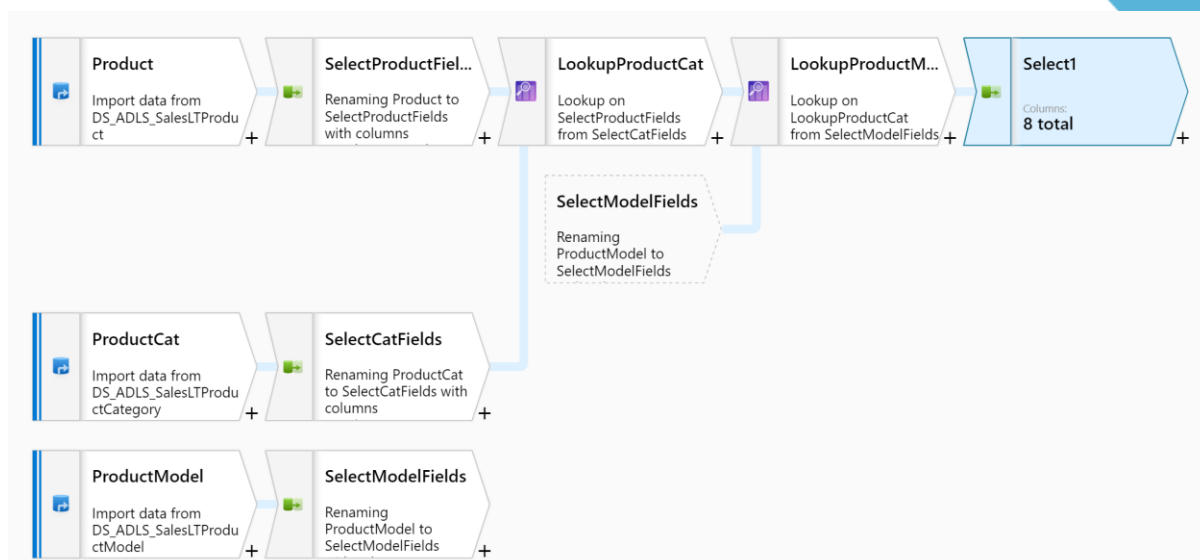 Product
Import data from
DS_ADLS_SalesLTProdu
ct
+
SelectProductFiel...
Renaming Product to
SelectProductFields
with columns
+
LookupProductCat
Lookup on
SelectProductFields
from SelectCatFields
+
LookupProductM...
Lookup on
LookupProductCat
from SelectModelFields
+
Select1
Columns:
8 total
+
SelectModelFields
Renaming
ProductModel to
SelectModelFields
ProductCat
Import data from
DS_ADLS_SalesLTProdu
ctCategory
+
SelectCatFields
Renaming ProductCat
to SelectCatFields with
columns
+
ProductModel
Import data from
DS_ADLS_SalesLTProdu
ctModel
+
SelectModelFields
Renaming
ProductModel to
SelectModelFields
+